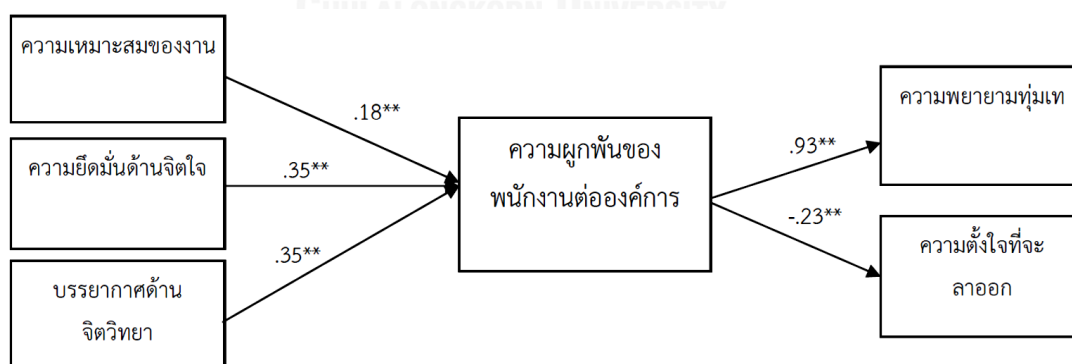 CHULALONGKORN UNIVERSITY
ความเหมาะสมของงาน
.18**
ความยึดมั่นด้านจิตใจ
.35**
บรรยากาศด้าน
จิตวิทยา
.35**
ความผูกพันของ
พนักงานต่อองค์การ
.93**
ความพยายามทุ่มเท
-.23**
ความตั้งใจที่จะ
ลาออก